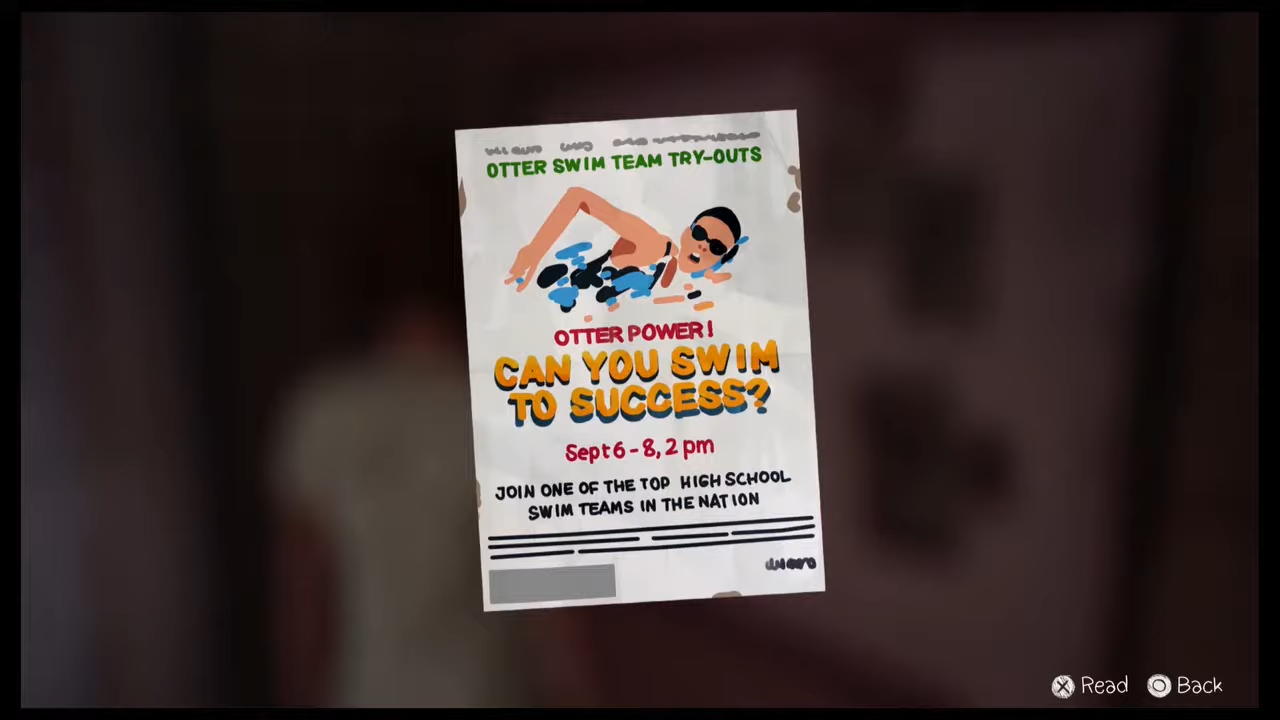 OTTER SWIM TEAM TRY-OUTS
OTTER POWER!
CAN YOU SWIM
TO SUCCESS?
Sept 6-8, 2 pm
JOIN ONE OF THE TOP HIGH SCHOOL
SWIM TEAMS IN THE NATION
Read Back